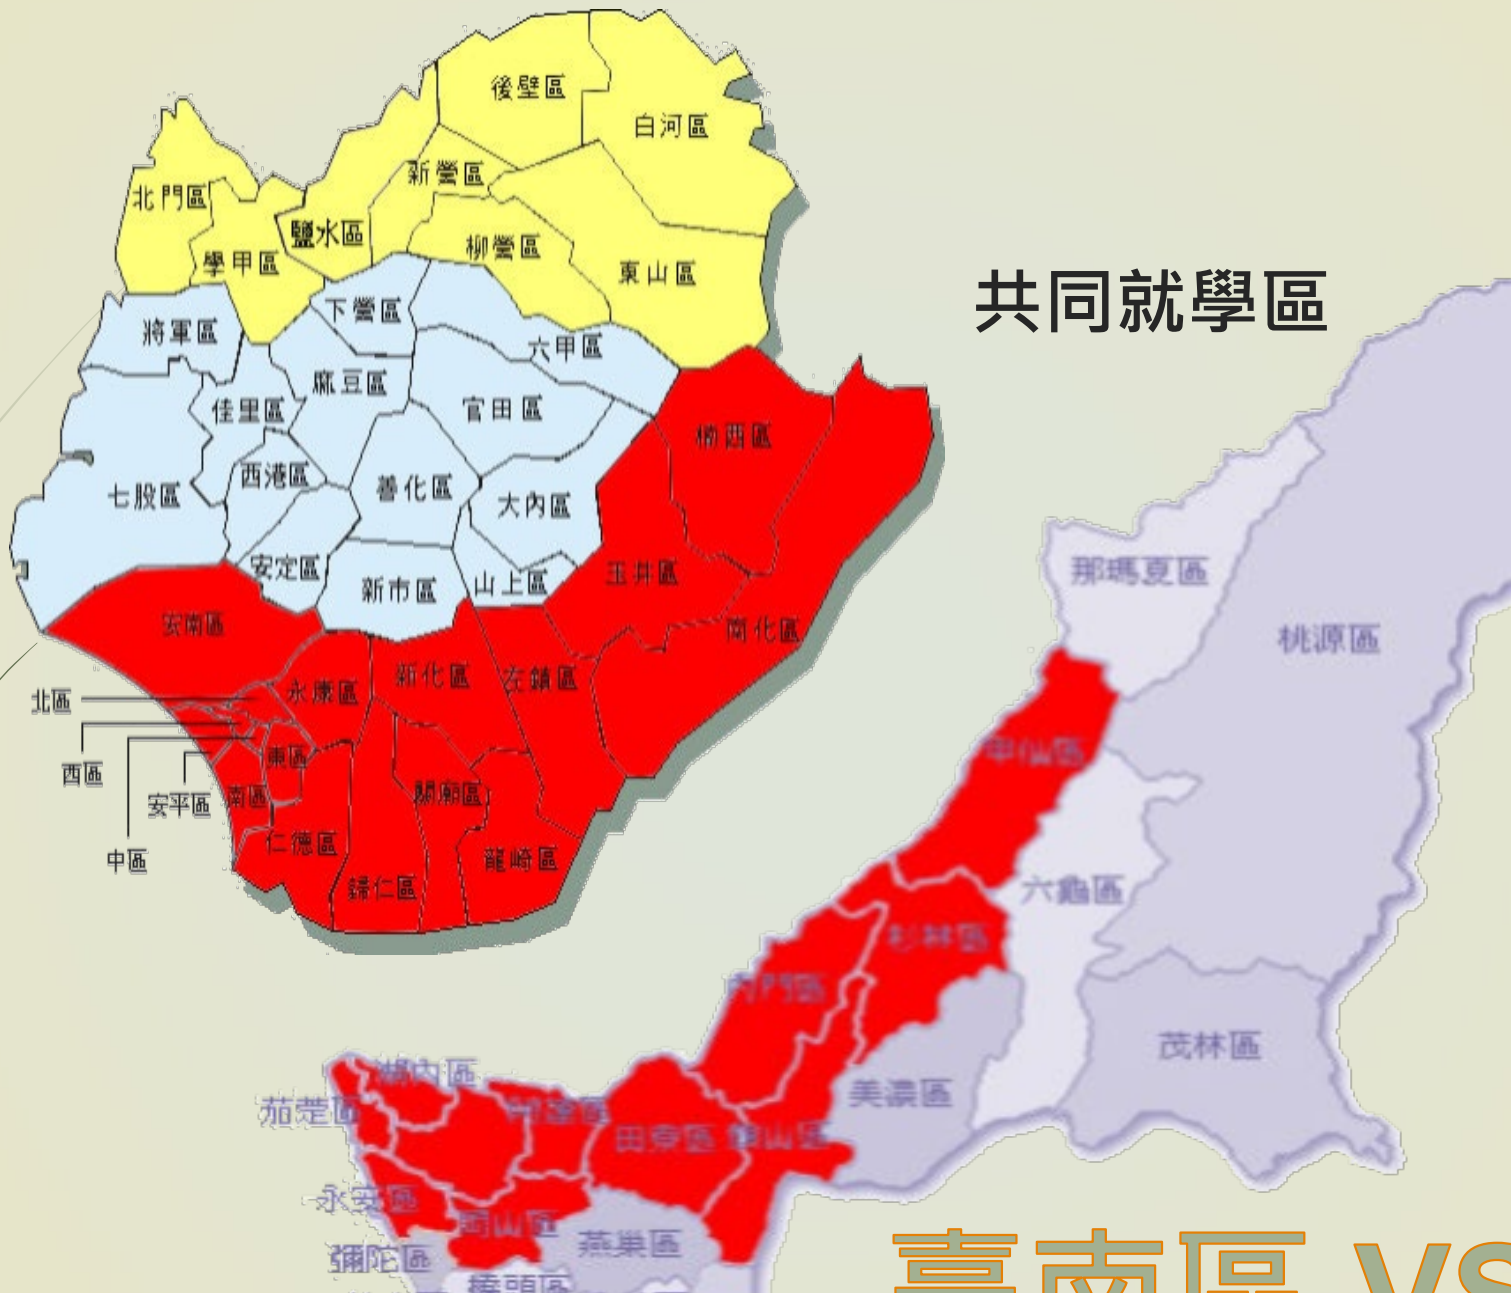 後壁區
白河區
新營區
北門區
鹽水區
柳營區
學甲區
東山區
共同就學區
下營區
將軍區
六甲區
麻豆區
佳里區
官田區
楠西區
西港區
善化區
七股區
大內區
安定區
山上區
新市區
玉井區
那瑪夏區
安南區
南化區
桃源區
新化區
左鎮區
永康區
北區
東區
甲仙區
西區
安平區
南區
關廟區
仁德區
中區
龍崎區
歸仁區
六龜區
杉林區
內門區
茂林區
湖內區
美濃區
茄萣區
田寮區
永安區
岡山區
燕巢區
彌陀區
橋頭區
臺南區 VS